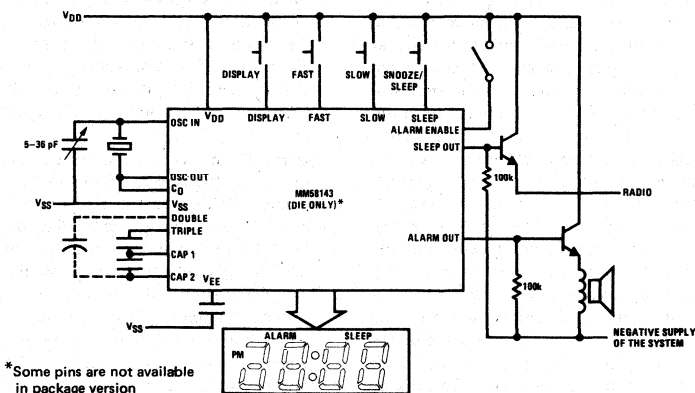 VDD
DISPLAY
FAST
SLOW
SNOOZE/
SLEEP
OSC IN
VDD
DISPLAY
FAST
SLOW
SLEEP
ALARM ENABLE
5–36 pF
SLEEP OUT
OSC OUT
CD
MM58143
(DIE ONLY)*
100k
RADIO
VSS
VSS
DOUBLE
TRIPLE
ALARM OUT
CAP 1
CAP 2
VEE
100k
VSS
NEGATIVE SUPPLY
OF THE SYSTEM
ALARM
SLEEP
PM
*Some pins are not available
in package version